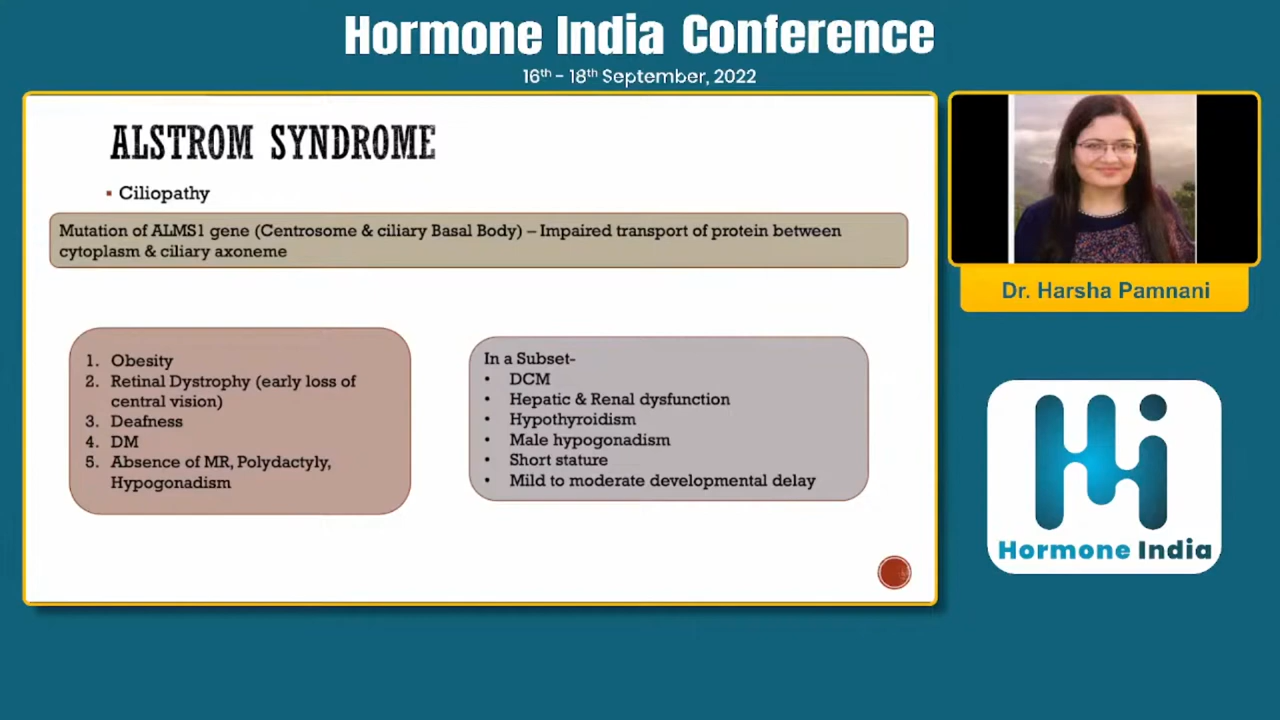 Hormone India Conference
16th - 18th September, 2022
ALSTROM SYNDROME
▪ Ciliopathy
Mutation of ALMS1 gene (Centrosome & ciliary Basal Body) – Impaired transport of protein between
cytoplasm & ciliary axoneme
1. Obesity
2. Retinal Dystrophy (early loss of
central vision)
3. Deafness
4. DM
5. Absence of MR, Polydactyly,
Hypogonadism
In a Subset-
• DCM
• Hepatic & Renal dysfunction
• Hypothyroidism
• Male hypogonadism
• Short stature
• Mild to moderate developmental delay
Dr. Harsha Pamnani
Hi
Hormone India